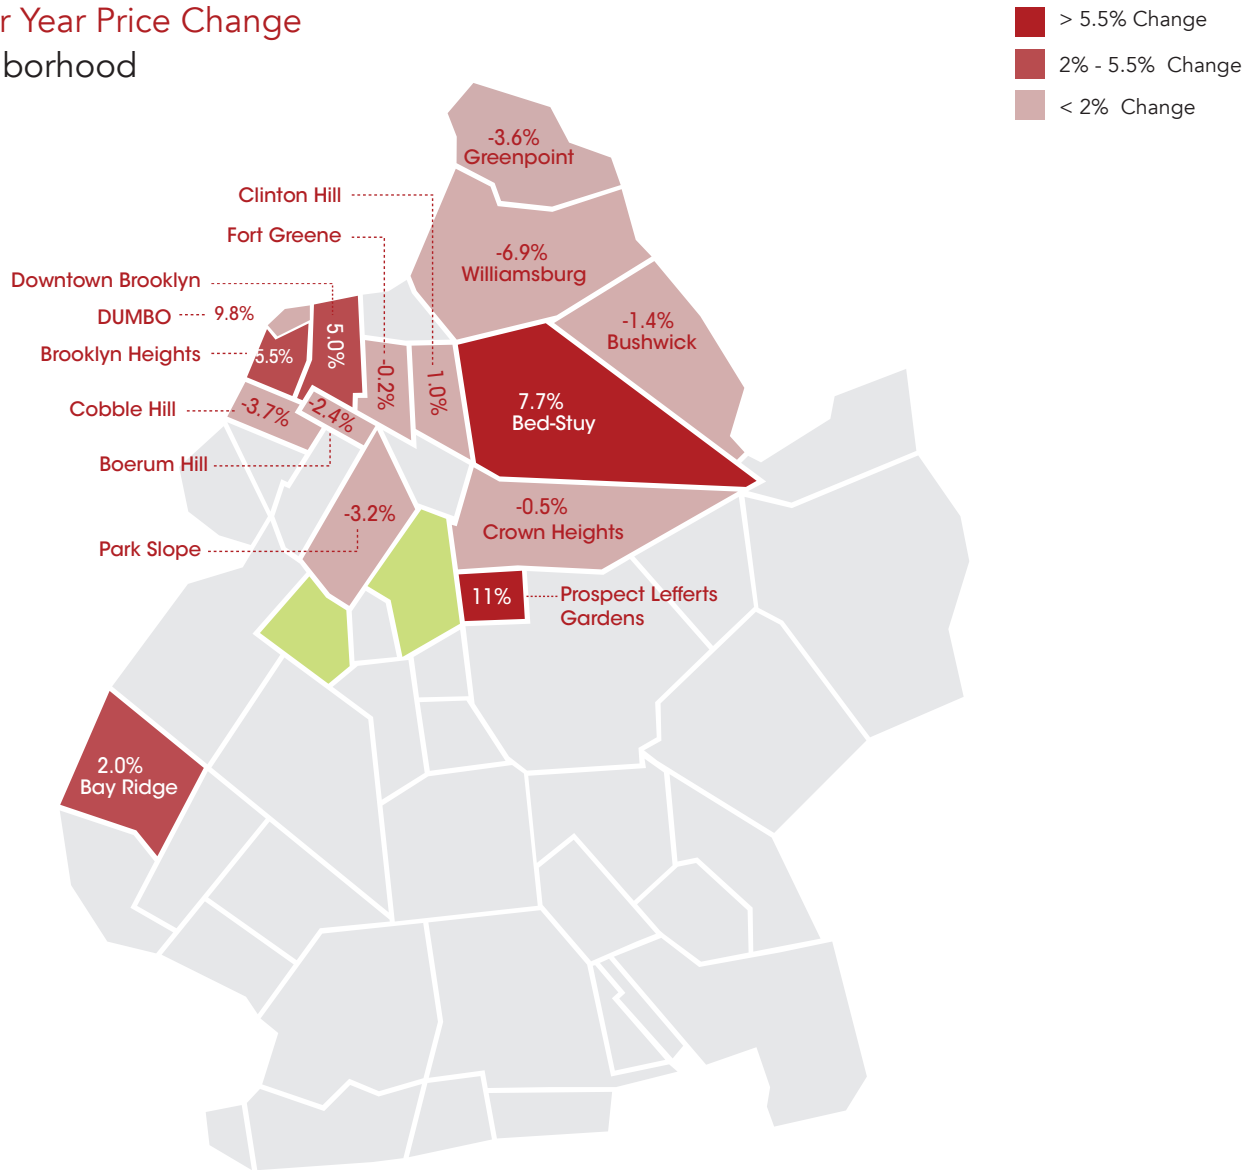 r Year Price Change
borhood
> 5.5% Change
2% - 5.5% Change
< 2% Change
-3.6%
Greenpoint
Clinton Hill
Fort Greene
-6.9%
Williamsburg
Downtown Brooklyn
DUMBO
9.8%
-1.4%
Bushwick
5.0%
Brooklyn Heights
5.5%
-0.2%
1.0%
Cobble Hill
-3.7%
-2.4%
7.7%
Bed-Stuy
Boerum Hill
-3.2%
-0.5%
Crown Heights
Park Slope
11%
Prospect Lefferts
Gardens
2.0%
Bay Ridge